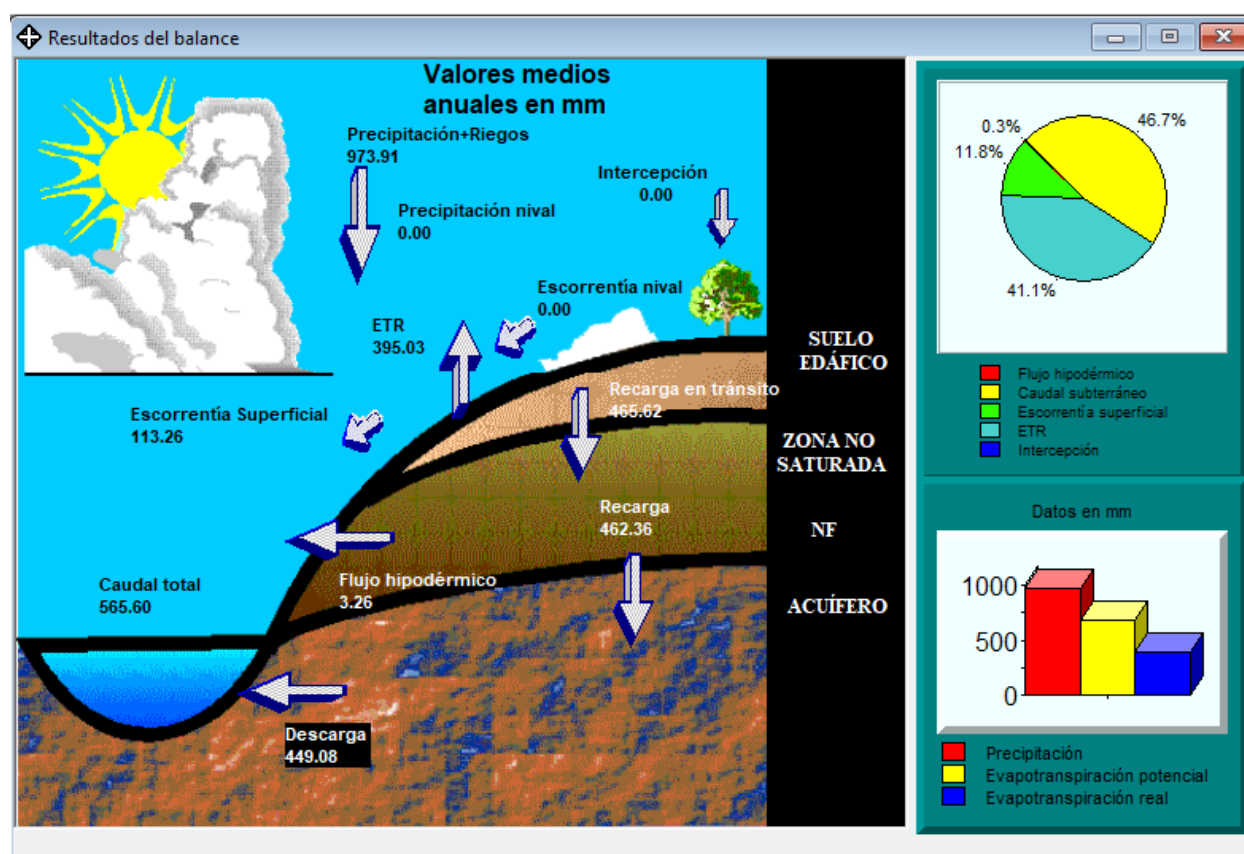 Resultados del balance
Valores medios
anuales en mm
Precipitación+Riegos
973.91
Intercepción
0.00
Precipitación nival
0.00
Escorrentía nival
0.00
ETR
395.03
Escorrentía Superficial
113.26
Recarga en tránsito
465.62
Recarga
462.36
Flujo hipodérmico
3.26
Caudal total
565.60
Descarga
449.08
SUELO
EDÁFICO
ZONA NO
SATURADA
NF
ACUÍFERO
0.3%
46.7%
11.8%
41.1%
Flujo hipodérmico
Caudal subterráneo
Escorrentía superficial
ETR
Intercepción
Datos en mm
1000
500
0
Precipitación
Evapotranspiración potencial
Evapotranspiración real